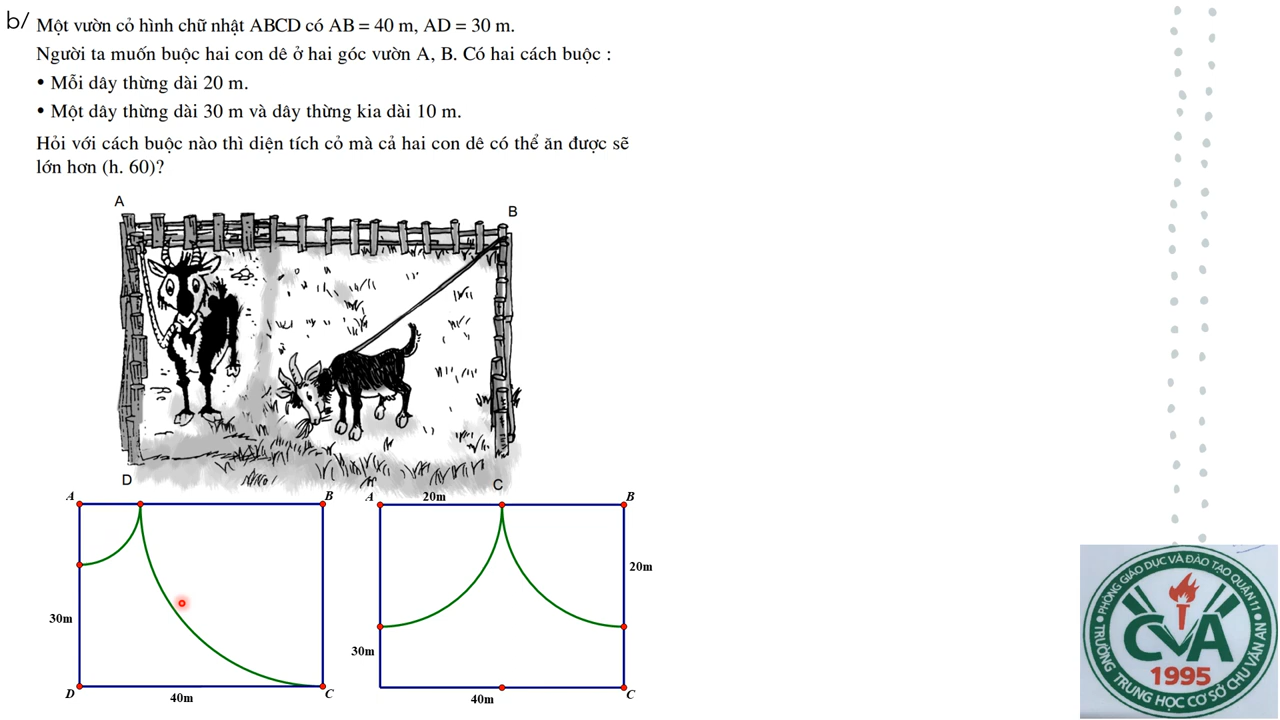 b/ Một vườn cỏ hình chữ nhật ABCD có AB = 40 m, AD = 30 m.
Người ta muốn buộc hai con dê ở hai góc vườn A, B. Có hai cách buộc :
• Mỗi dây thừng dài 20 m.
• Một dây thừng dài 30 m và dây thừng kia dài 10 m.
Hỏi với cách buộc nào thì diện tích cỏ mà cả hai con dê có thể ăn được sẽ
lớn hơn (h. 60)?
A
B
D
C
A
B
30m
D
40m
C
A
20m
B
20m
30m
40m
C
PHÒNG GIÁO DỤC VÀ ĐÀO TẠO QUẬN 11
CVA
1995
TRƯỜNG TRUNG HỌC CƠ SỞ CHU VĂN AN